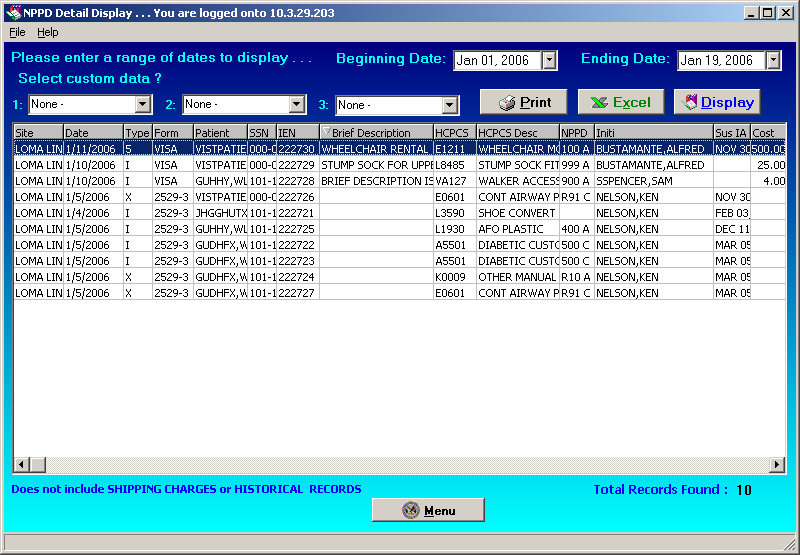 NPPD Detail Display . . . You are logged onto 10.3.29.203
File Help
Please enter a range of dates to display . . . Beginning Date: Jan 01, 2006 Ending Date: Jan 19, 2006
Select custom data ?
1: None - 2: None - 3: None - Print Excel Display
Site Date Type Form Patient SSN IEN Brief Description HCPCS HCPCS Desc NPPD Initi Sus IA Cost
LOMA LIN 1/11/2006 5 VISA VISTPATIE 000-0 222730 WHEELCHAIR RENTAL E1211 WHEELCHAIR MO 100 A BUSTAMANTE,ALFRED NOV 30 500.00
LOMA LIN 1/10/2006 I VISA VISTPATIE 000-0 222729 STUMP SOCK FOR UPPE L8485 STUMP SOCK FIT 999 A BUSTAMANTE,ALFRED 25.00
LOMA LIN 1/10/2006 I VISA GUHHY,WL 101-1 222728 BRIEF DESCRIPTION IS VA127 WALKER ACCESS 900 A SSPENCER,SAM 4.00
LOMA LIN 1/5/2006 X 2529-3 VISTPATIE 000-0 222726 E0601 CONT AIRWAY P R91 C NELSON,KEN NOV 30
LOMA LIN 1/4/2006 I 2529-3 JHGGHUTX 101-1 222721 L3590 SHOE CONVERT NELSON,KEN FEB 03
LOMA LIN 1/5/2006 I 2529-3 GUHHY,WL 101-1 222725 L1930 AFO PLASTIC 400 A NELSON,KEN DEC 11
LOMA LIN 1/5/2006 I 2529-3 GUDHFX,W 101-1 222722 A5501 DIABETIC CUSTO 500 C NELSON,KEN MAR 05
LOMA LIN 1/5/2006 I 2529-3 GUDHFX,W 101-1 222723 A5501 DIABETIC CUSTO 500 C NELSON,KEN MAR 05
LOMA LIN 1/5/2006 X 2529-3 GUDHFX,W 101-1 222724 K0009 OTHER MANUAL R10 A NELSON,KEN MAR 05
LOMA LIN 1/5/2006 X 2529-3 GUDHFX,W 101-1 222727 E0601 CONT AIRWAY P R91 C NELSON,KEN MAR 05
Does not include SHIPPING CHARGES or HISTORICAL RECORDS Total Records Found : 10
Menu